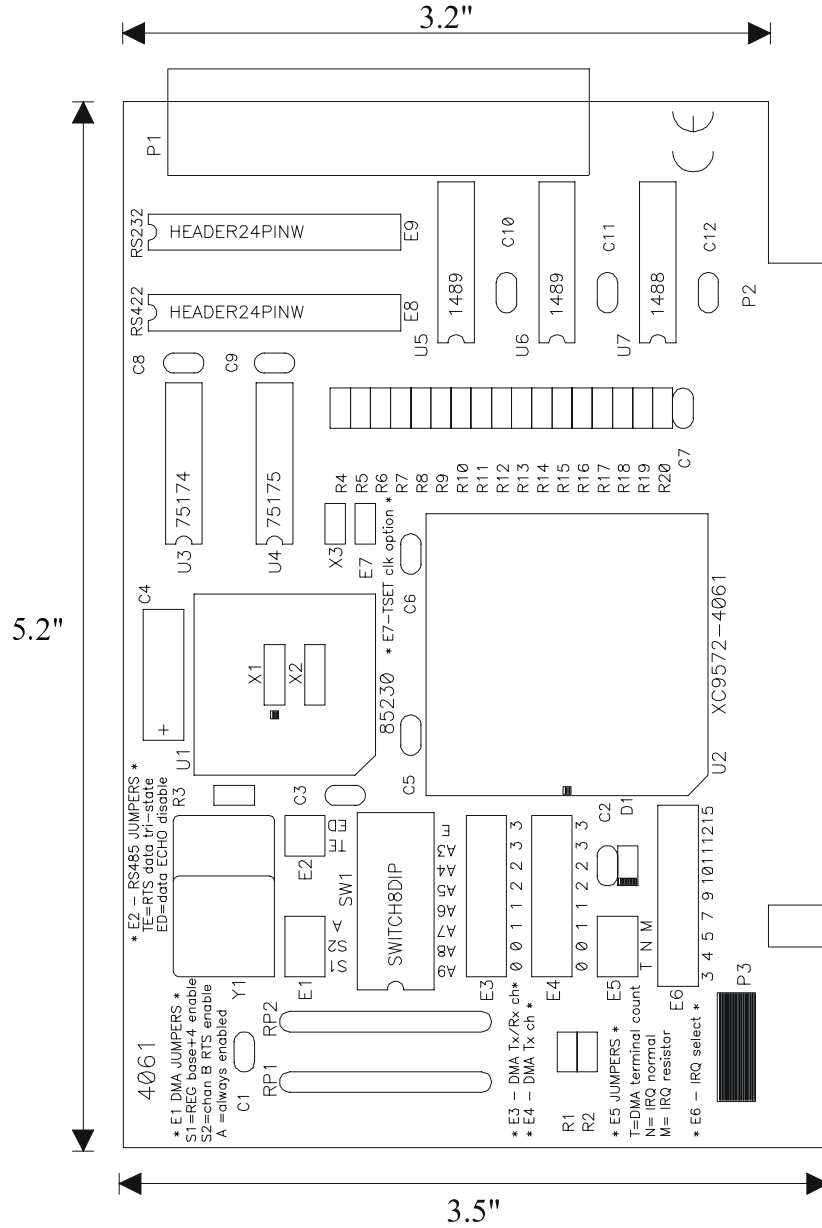 3.2"
P1
RS232
HEADER24PINW
E9
C10
C11
C12
RS422
HEADER24PINW
E8
1489
1489
1488
P2
U5
U6
U7
C8
C9
75174
75175
U3
U4
C7
R4
R5
R6
R7
R8
R9
R10
R11
R12
R13
R14
R15
R16
R17
R18
R19
R20
X3
E7
* E7-TSET clk option *
C6
5.2"
C4
+
X1
X2
85230
U1
XC9572-4061
U2
C5
* E2 - RS485 JUMPERS *
TE=RTS data tri-state
ED=data ECHO disable
R3
C3
E2
TE
ED
SW1
SWITCH8DIP
E
A3
A4
A5
A6
A7
A8
A9
C2
D1
E1
S1
S2
A
Y1
E3
0 0 1 1 2 2 3 3
E4
0 0 1 1 2 2 3 3
E5
T N M
E6
3 4 5 7 9 10 11 12 15
P3
4061
* E1 DMA JUMPERS *
S1=REG base+4 enable
S2=chan B RTS enable
A =always enabled
C1
RP2
RP1
* E3 - DMA Tx/Rx ch*
* E4 - DMA Tx ch *
R1
R2
* E5 JUMPERS *
T=DMA terminal count
N= IRQ normal
M= IRQ resistor
* E6 - IRQ select *
3.5"